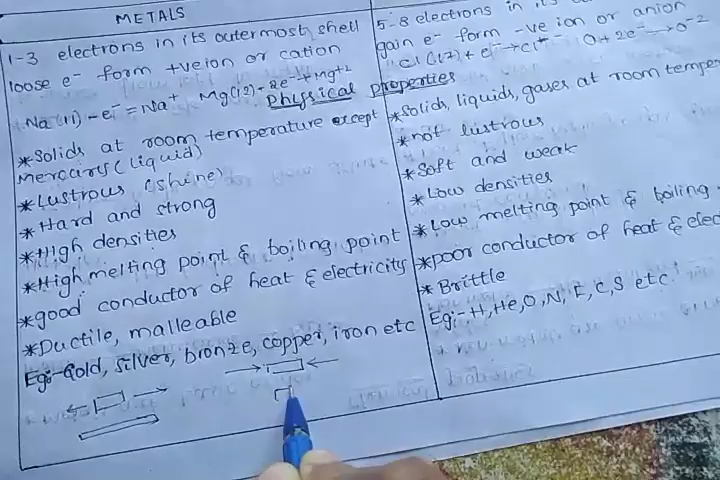 METALS
1-3 electrons in its outermost shell
loose e⁻ form +ve ion or cation
Na(11)-e⁻=Na⁺ Mg(12)-2e⁻→Mg⁺²
5-8 electrons in its
gain e⁻ form -ve ion or anion
Cl(17)+e⁻→Cl⁻ O+2e⁻→O⁻²
Physical properties
*Solids at room temperature except
Mercury(liquid)
*Lustrous (shine)
*Hard and strong
*High densities
*High melting point & boiling point
*good conductor of heat & electricity
*Ductile, malleable
Eg:-Gold, silver, bronze, copper, iron etc
*Solids, liquids, gases at room temper
*not lustrous
*Soft and weak
*Low densities
*Low melting point & boiling
*poor conductor of heat & elec
*Brittle
Eg:-H, He, O, N, F, C, S etc